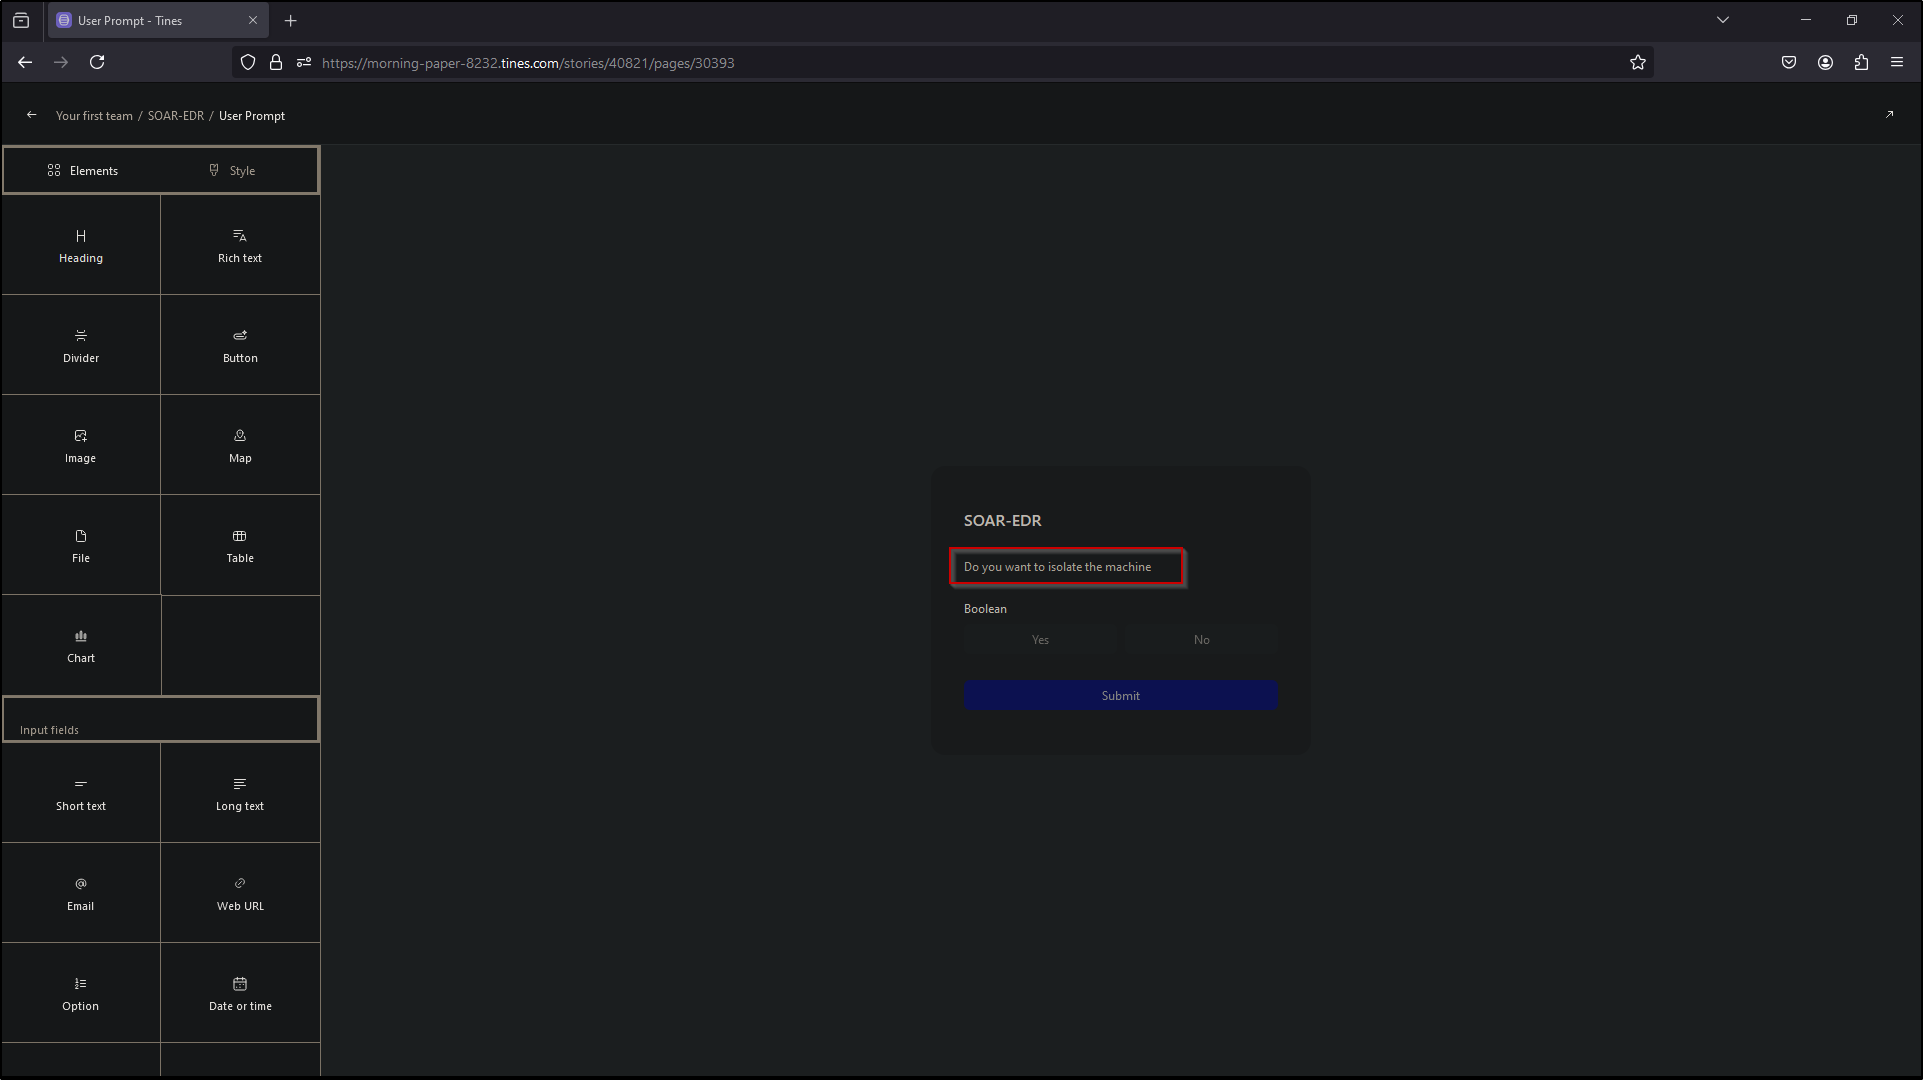 User Prompt - Tines
https://morning-paper-8232.tines.com/stories/40821/pages/30393
Your first team / SOAR-EDR / User Prompt
Elements
Style
Heading
Rich text
Divider
Button
Image
Map
File
Table
Chart
Input fields
Short text
Long text
Email
Web URL
Option
Date or time
SOAR-EDR
Do you want to isolate the machine
Boolean
Yes
No
Submit